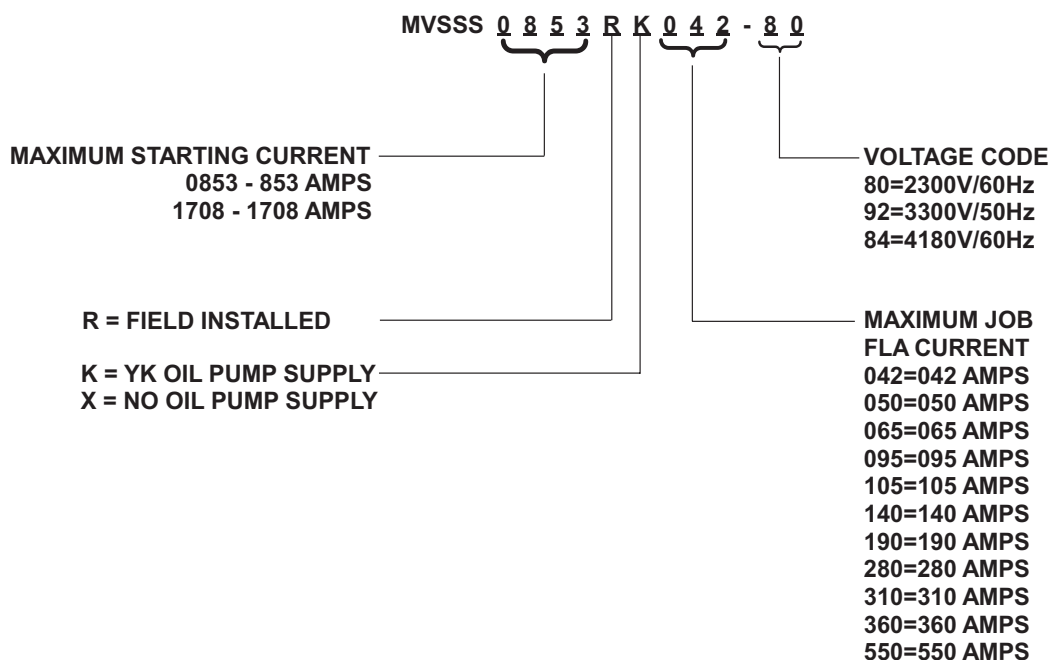 MVSSS 0 8 5 3 R K 0 4 2 - 8 0
MAXIMUM STARTING CURRENT
0853 - 853 AMPS
1708 - 1708 AMPS
R = FIELD INSTALLED
K = YK OIL PUMP SUPPLY
X = NO OIL PUMP SUPPLY
VOLTAGE CODE
80=2300V/60Hz
92=3300V/50Hz
84=4180V/60Hz
MAXIMUM JOB
FLA CURRENT
042=042 AMPS
050=050 AMPS
065=065 AMPS
095=095 AMPS
105=105 AMPS
140=140 AMPS
190=190 AMPS
280=280 AMPS
310=310 AMPS
360=360 AMPS
550=550 AMPS